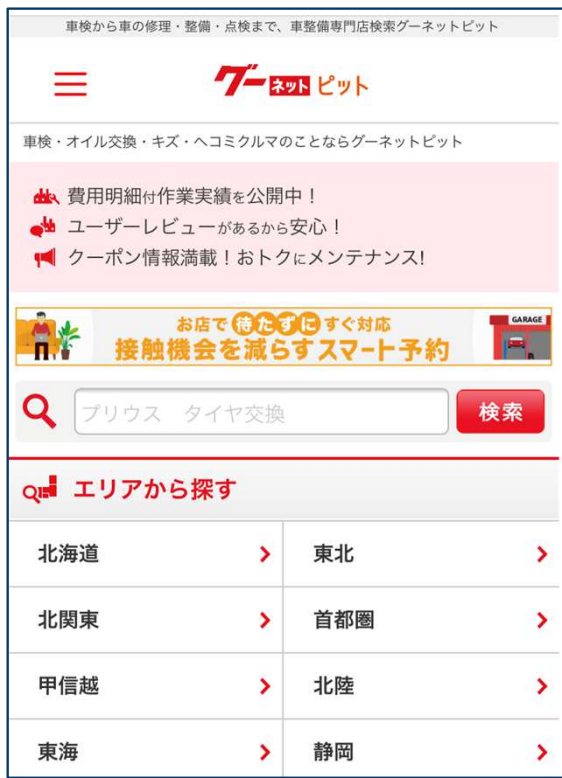 車検から車の修理・整備・点検まで、車整備専門店検索グーネットピット
グーネットピット
車検・オイル交換・キズ・ヘコミクルマのことならグーネットピット
費用明細付作業実績を公開中！
ユーザーレビューがあるから安心！
クーポン情報満載！おトクにメンテナンス!
お店で待たずにすぐ対応
接触機会を減らすスマート予約
GARAGE
プリウス　タイヤ交換
検索
エリアから探す
北海道
東北
北関東
首都圏
甲信越
北陸
東海
静岡